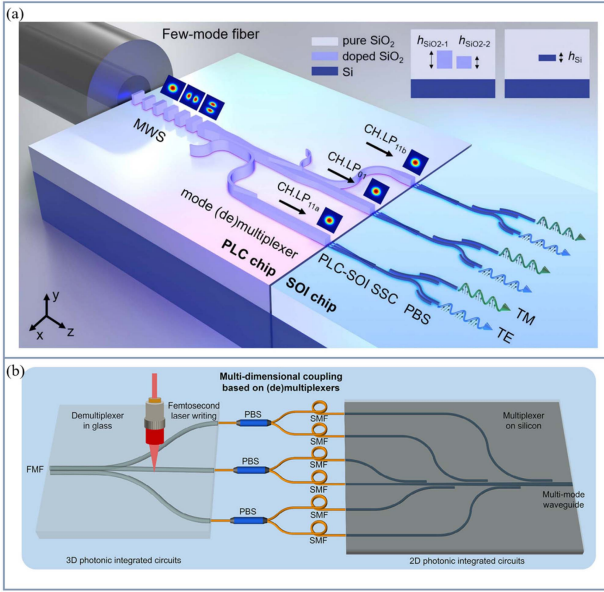 (a)
Few-mode fiber
pure SiO2
doped SiO2
Si
hSiO2-1
hSiO2-2
hSi
MWS
CH.LP11b
CH.LP01
CH.LP11a
mode (de)multiplexer
PLC chip
SOI chip
PLC-SOI SSC
PBS
TM
TE
y
x
z
(b)
Multi-dimensional coupling
based on (de)multiplexers
Demultiplexer
in glass
Femtosecond
laser writing
FMF
PBS
PBS
PBS
SMF
SMF
SMF
SMF
SMF
SMF
Multiplexer
on silicon
Multi-mode
waveguide
3D photonic integrated circuits
2D photonic integrated circuits